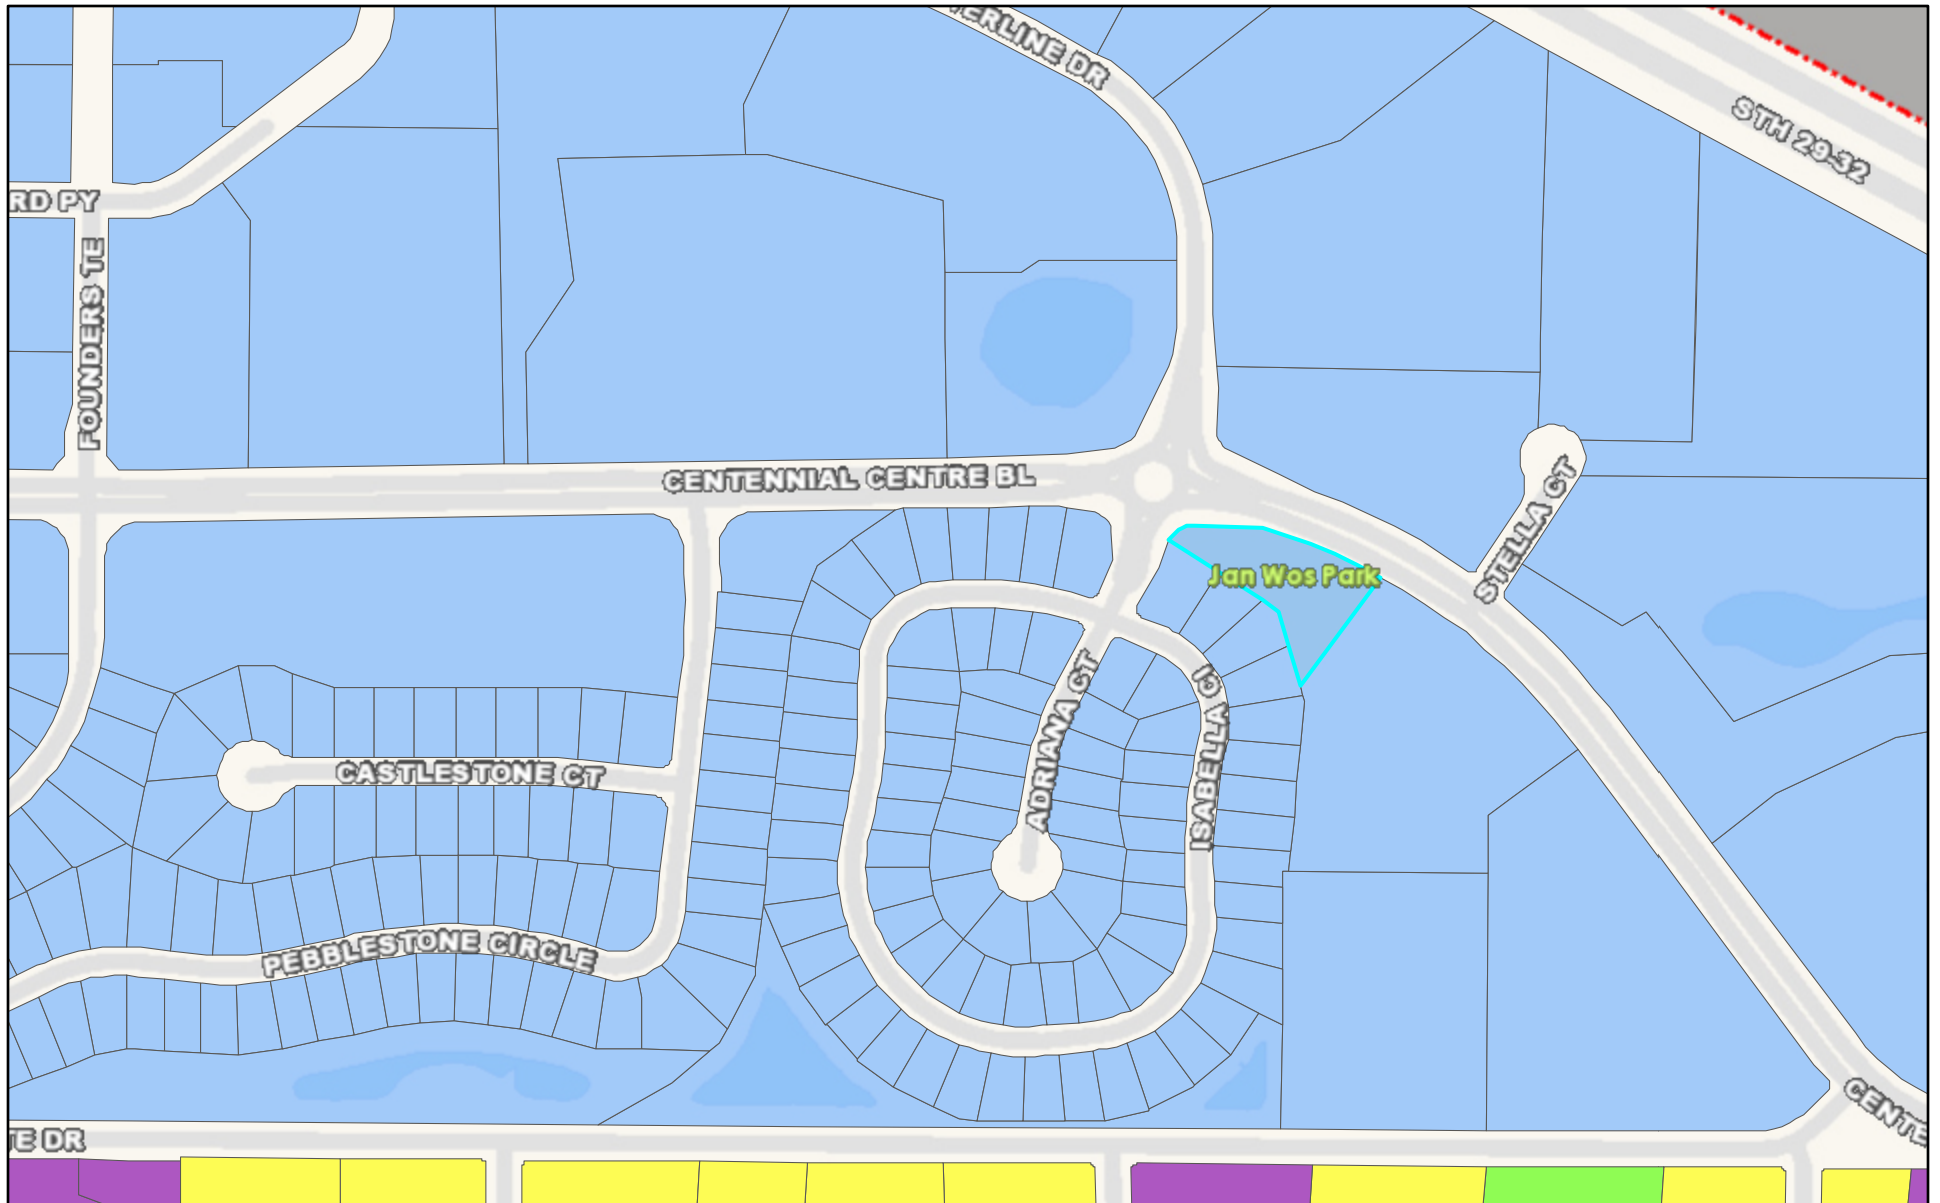 ERLINE DR
STH 29-32
RD PY
FOUNDERS TE
CENTENNIAL CENTRE BL
STELLA CT
Jan Wos Park
ADRIANA CT
ISABELLA CI
CASTLESTONE CT
PEBBLESTONE CIRCLE
CENTE
TE DR